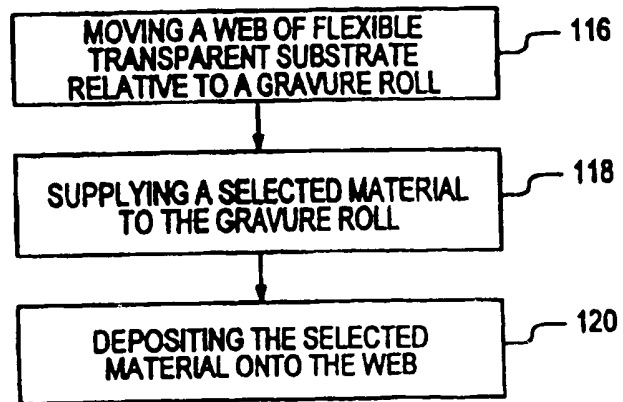 MOVING A WEB OF FLEXIBLE
TRANSPARENT SUBSTRATE
RELATIVE TO A GRAVURE ROLL
116
SUPPLYING A SELECTED MATERIAL
TO THE GRAVURE ROLL
118
DEPOSITING THE SELECTED
MATERIAL ONTO THE WEB
120